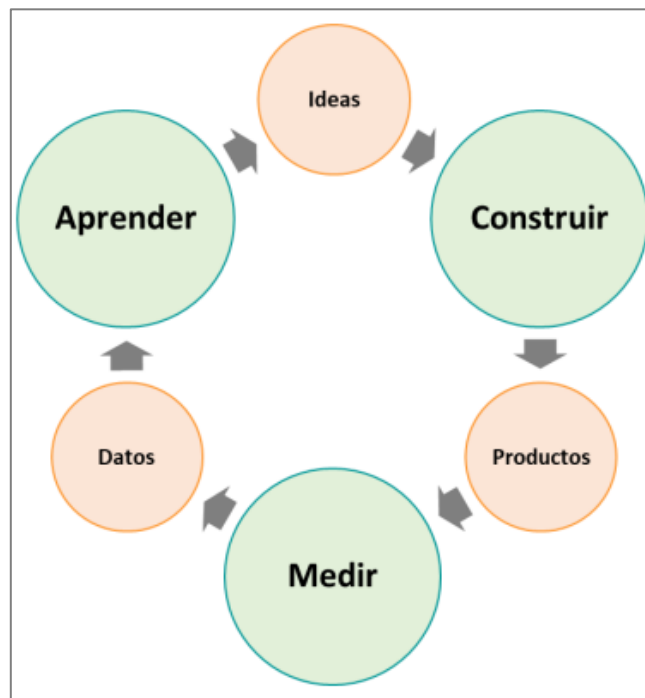 Ideas
Aprender
Construir
Datos
Productos
Medir